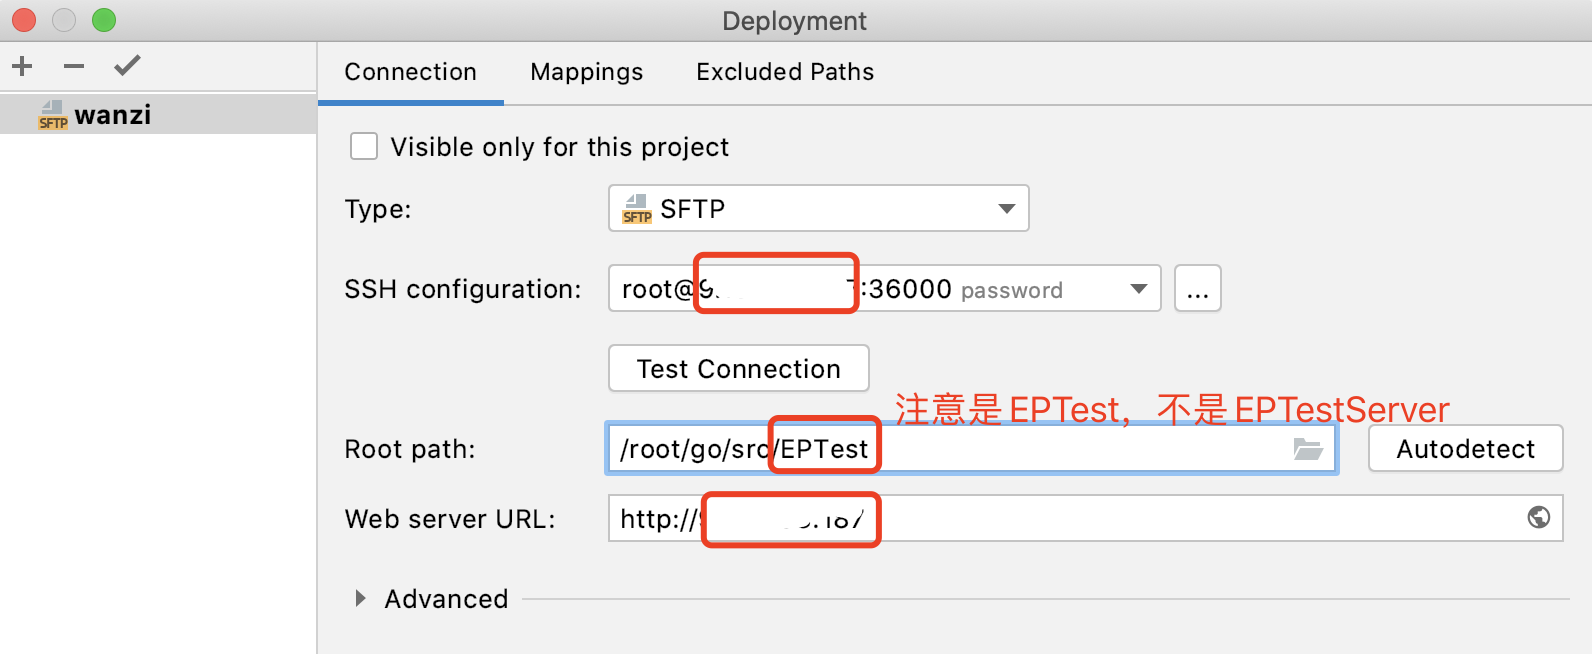 Deployment
Connection Mappings Excluded Paths
SFTP wanzi
Visible only for this project
Type: SFTP SFTP
SSH configuration: root@ :36000 password ...
Test Connection
注意是EPTest，不是EPTestServer
Root path: /root/go/src/EPTest Autodetect
Web server URL: http://
Advanced